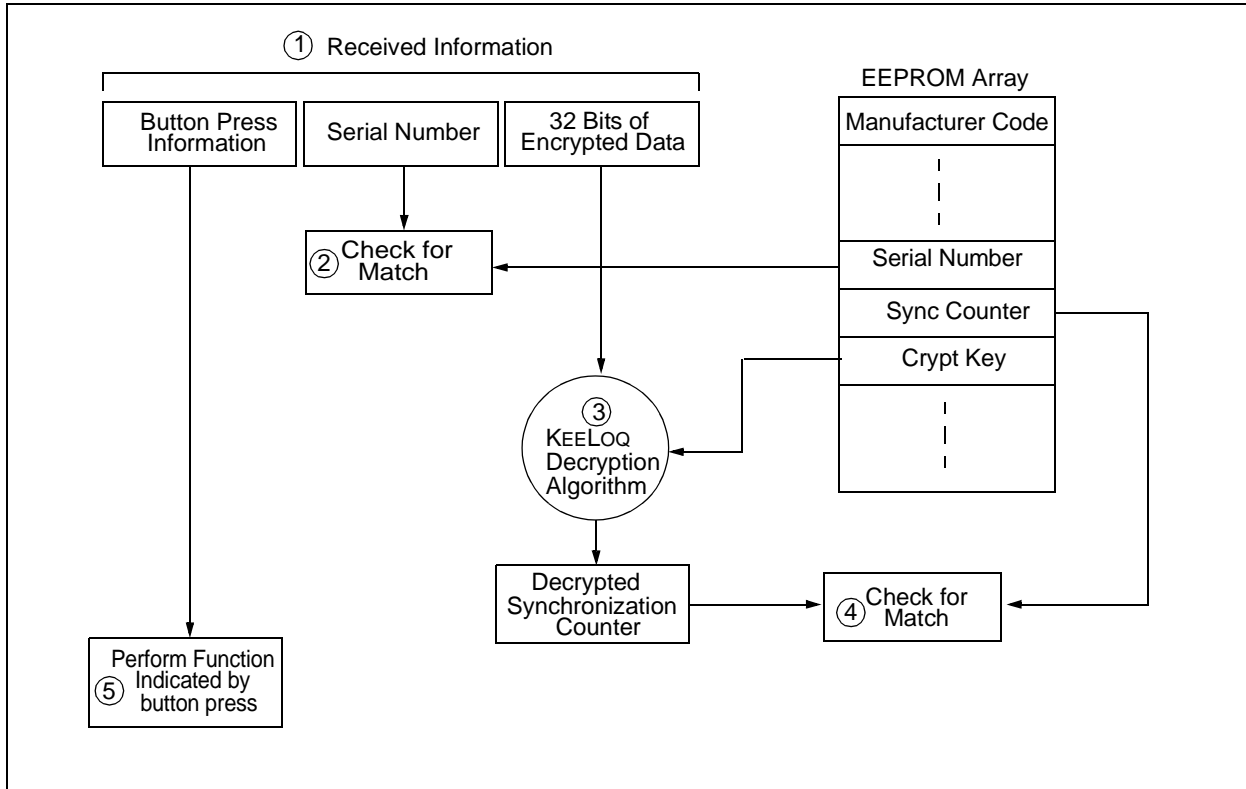 ① Received Information
EEPROM Array
Button Press
Information
Serial Number
32 Bits of
Encrypted Data
Manufacturer Code
② Check for
Match
Serial Number
Sync Counter
Crypt Key
③
KEELOQ
Decryption
Algorithm
Decrypted
Synchronization
Counter
④ Check for
Match
Perform Function
⑤ Indicated by
button press